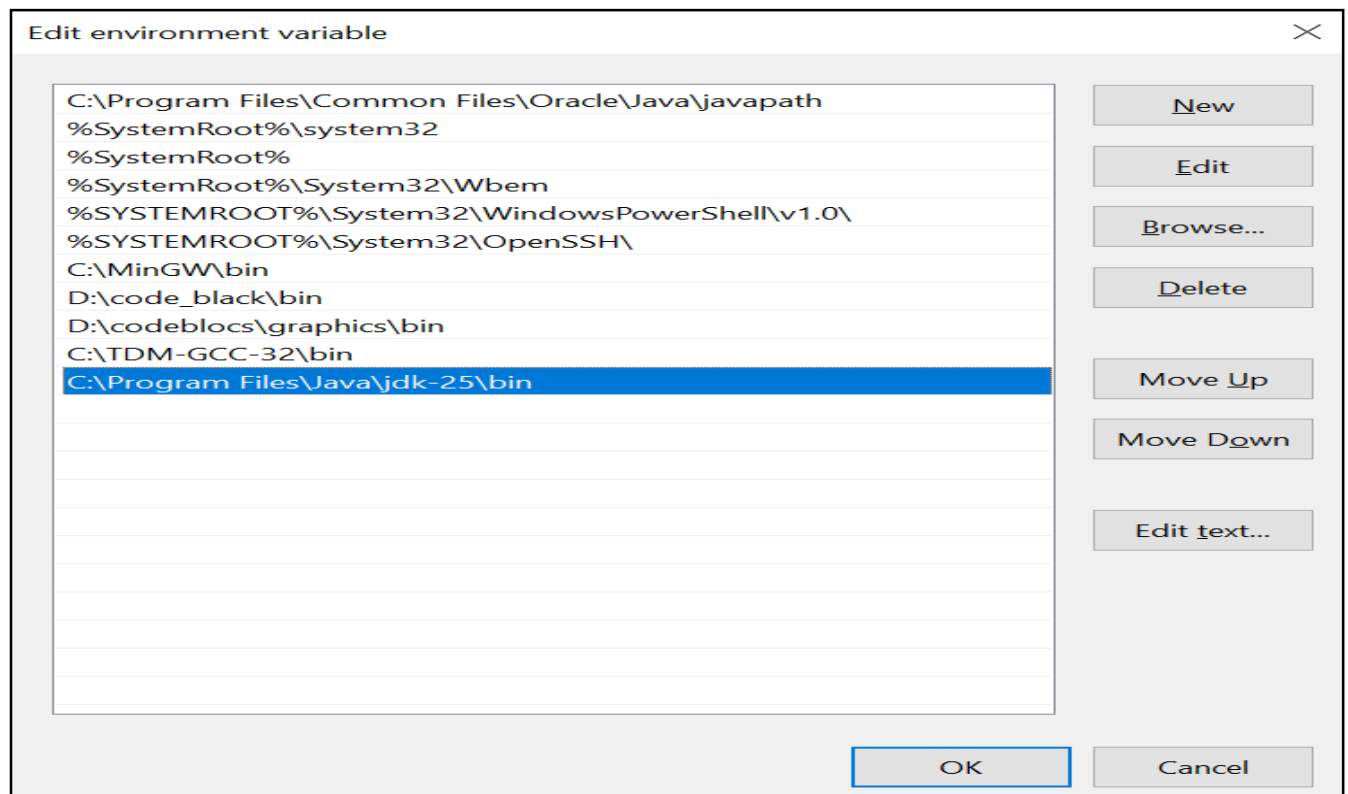 Edit environment variable
C:\Program Files\Common Files\Oracle\Java\javapath
%SystemRoot%\system32
%SystemRoot%
%SystemRoot%\System32\Wbem
%SYSTEMROOT%\System32\WindowsPowerShell\v1.0\
%SYSTEMROOT%\System32\OpenSSH\
C:\MinGW\bin
D:\code_black\bin
D:\codeblocs\graphics\bin
C:\TDM-GCC-32\bin
C:\Program Files\Java\jdk-25\bin
New
Edit
Browse...
Delete
Move Up
Move Down
Edit text...
OK
Cancel